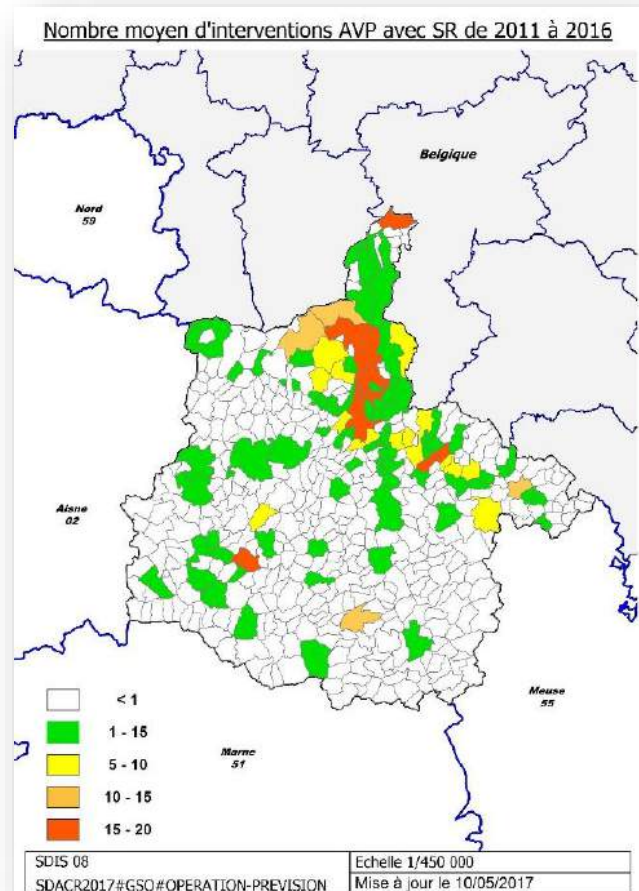 Nombre moyen d'interventions AVP avec SR de 2011 à 2016
Belgique
Nord
59
Aisne
02
Meuse
55
Marne
51
< 1
1 - 15
5 - 10
10 - 15
15 - 20
SDIS 08
Echelle 1/450 000
SDACR2017#GSO#OPERATION-PREVISION
Mise à jour le 10/05/2017